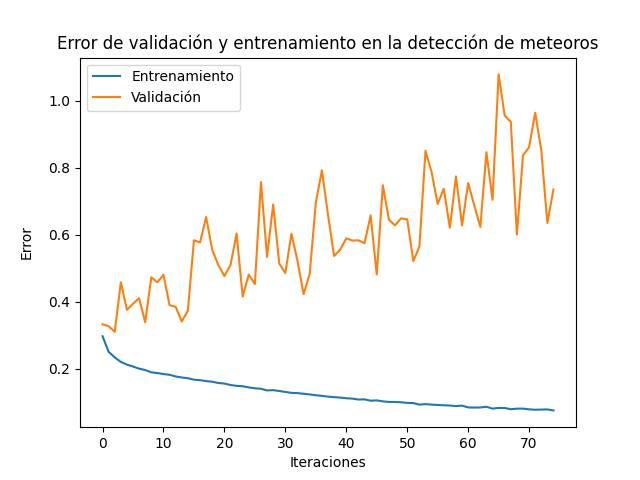 Error de validación y entrenamiento en la detección de meteoros
Entrenamiento
Validación
Error
1.0
0.8
0.6
0.4
0.2
0 10 20 30 40 50 60 70
Iteraciones